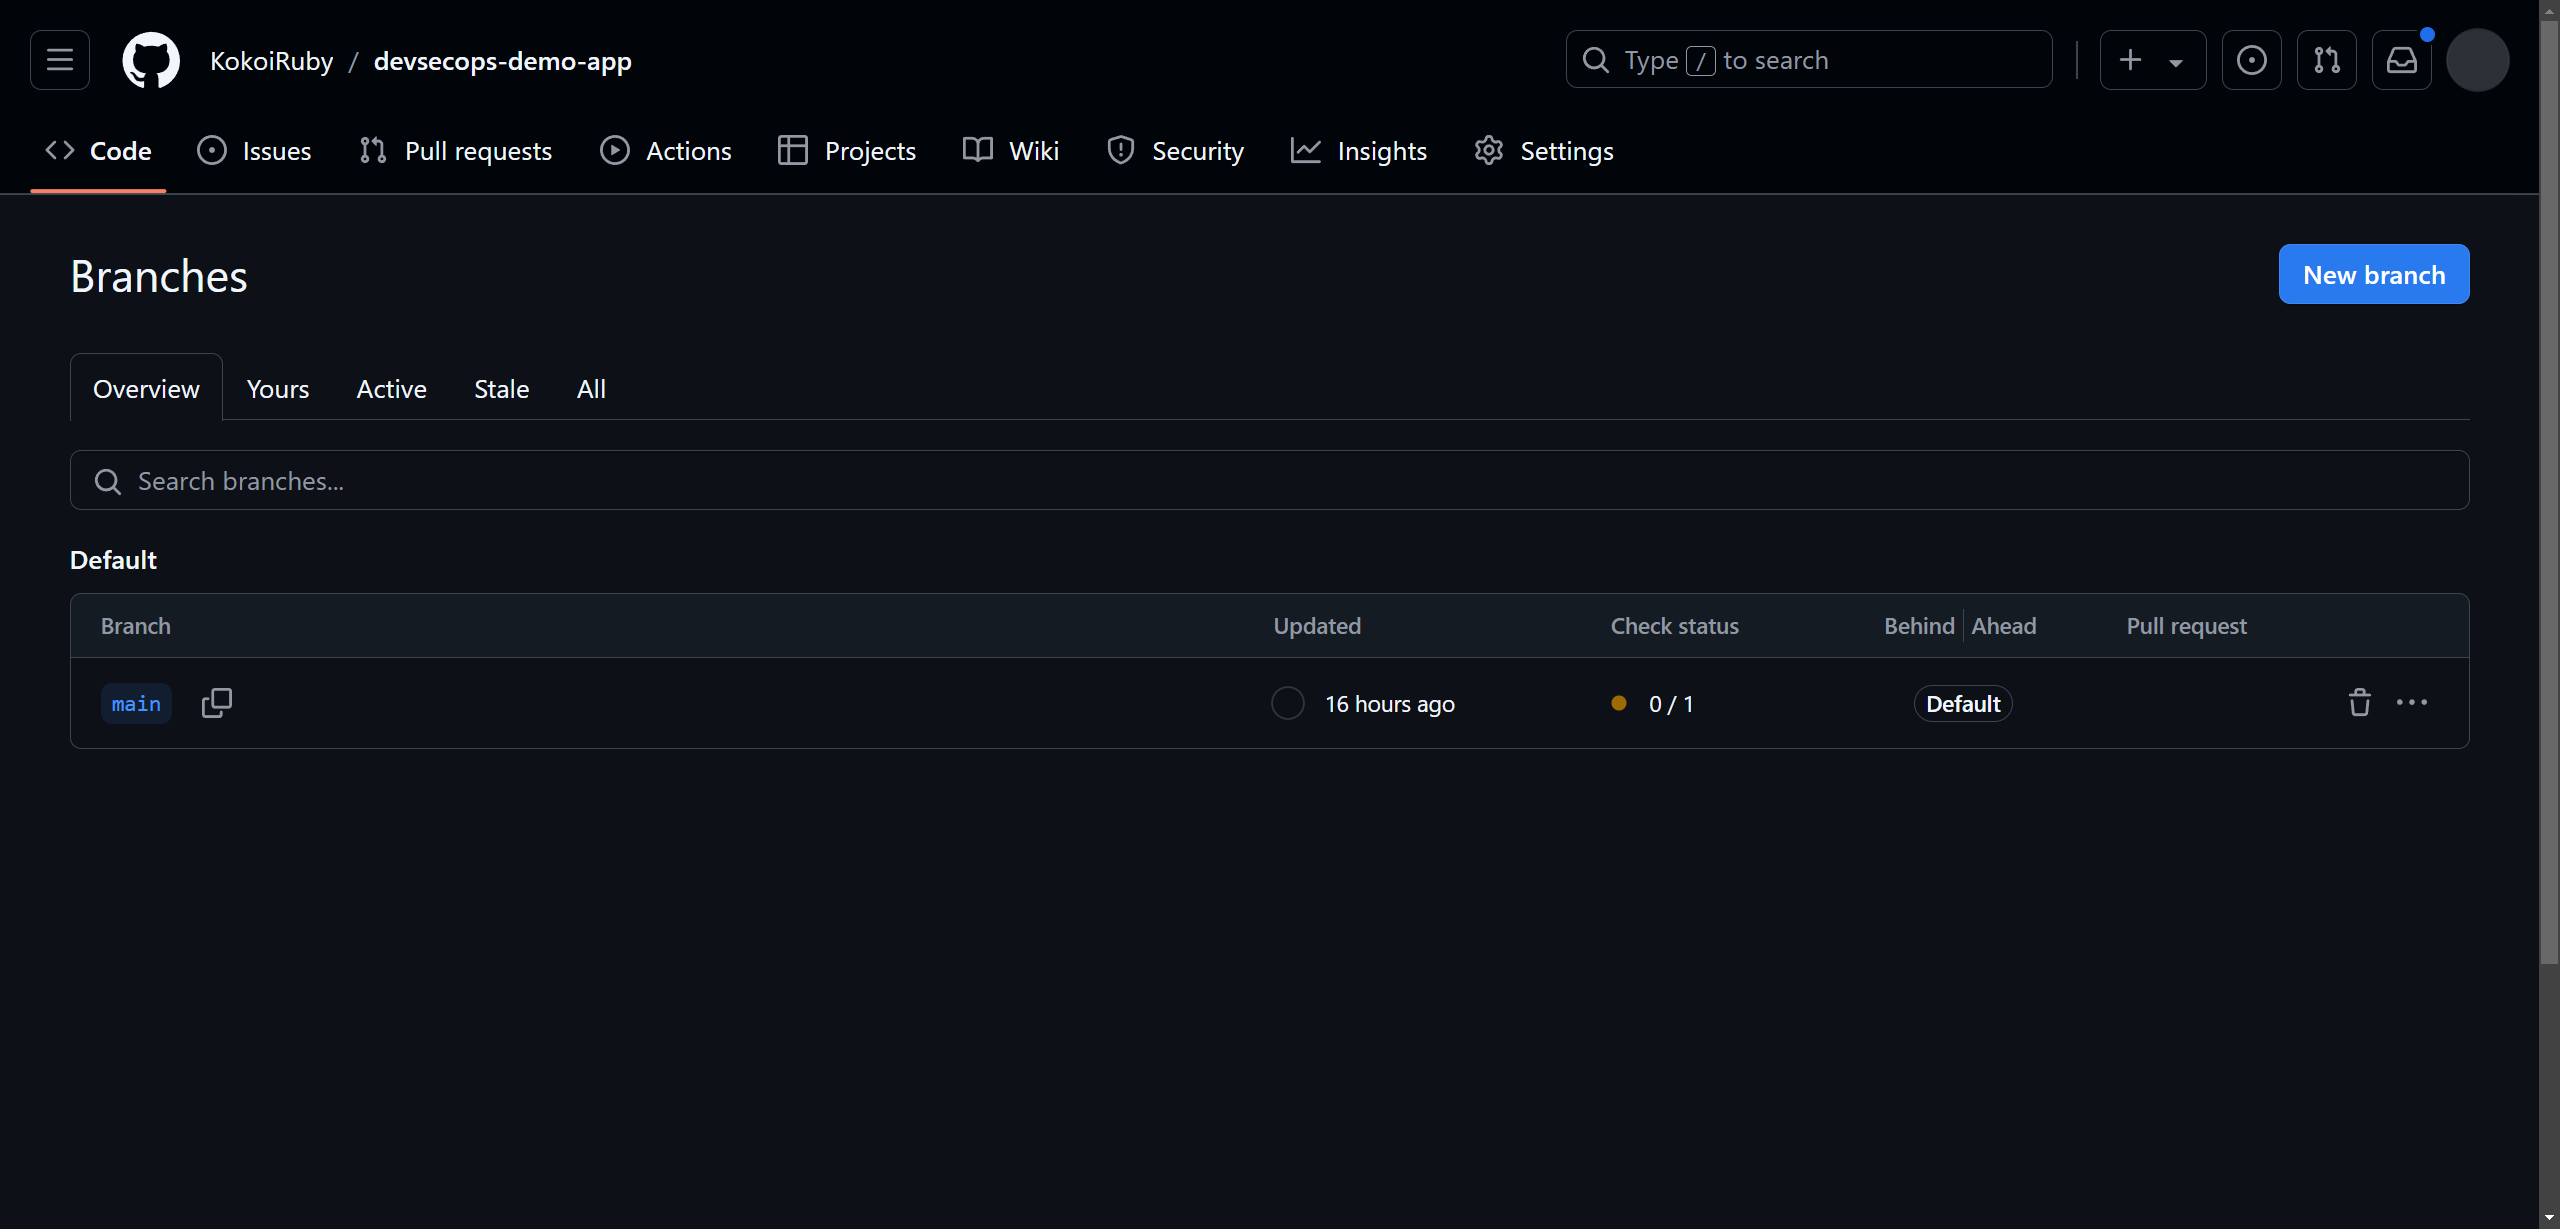 KokoiRuby / devsecops-demo-app
Type / to search
Code Issues Pull requests Actions Projects Wiki Security Insights Settings
Branches
New branch
Overview Yours Active Stale All
Search branches...
Default
Branch Updated Check status Behind Ahead Pull request
main 16 hours ago 0 / 1 Default